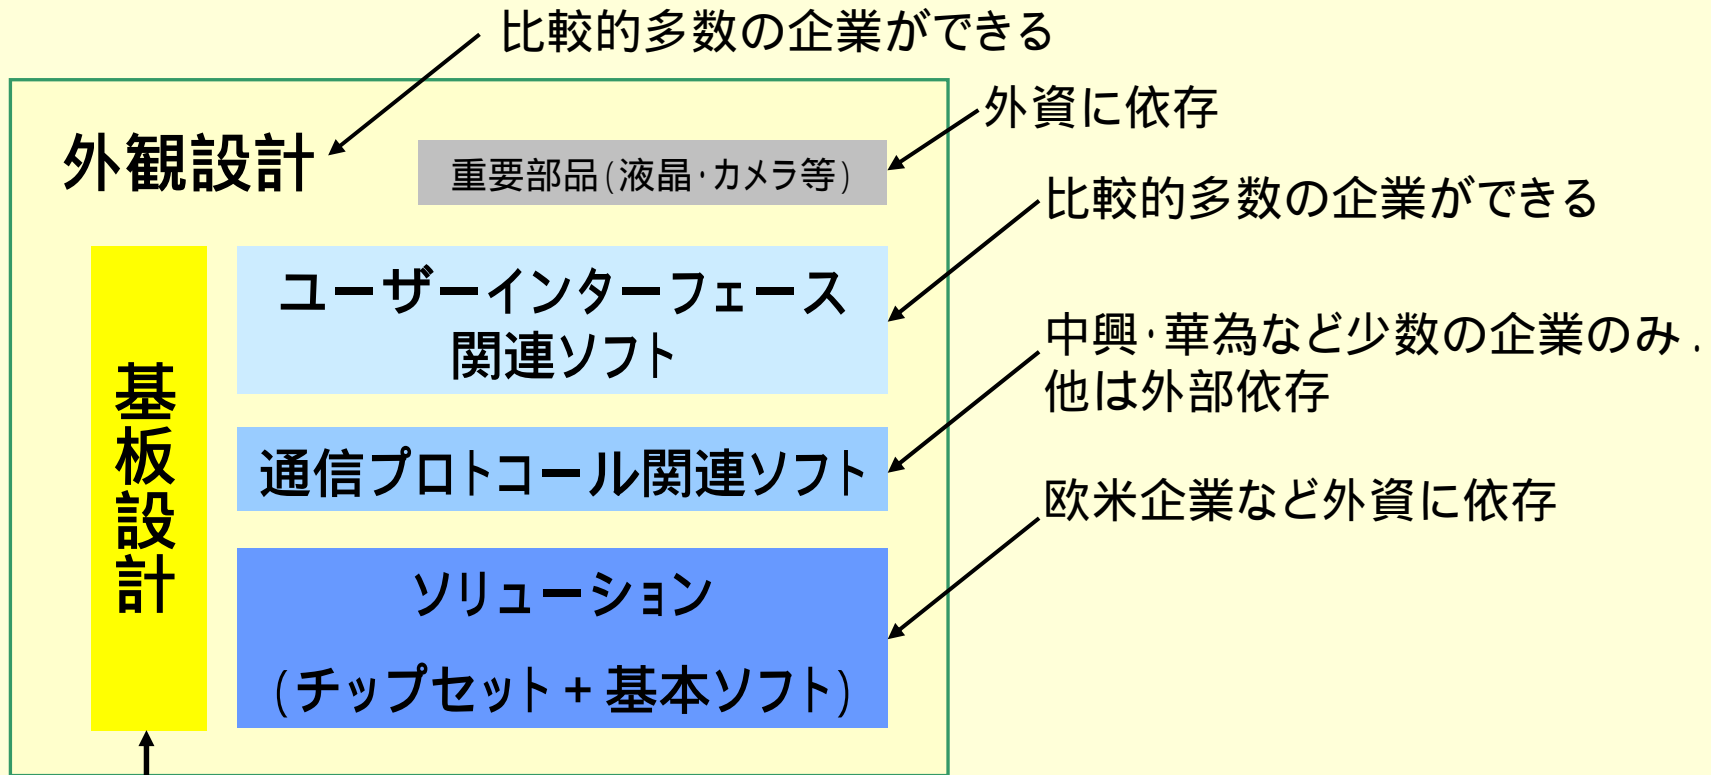 比較的多数の企業ができる
外資に依存
外観設計
重要部品(液晶･カメラ等)
比較的多数の企業ができる
ユーザーインターフェース
関連ソフト
中興･華為など少数の企業のみ．
他は外部依存
基板設計
通信プロトコール関連ソフト
欧米企業など外資に依存
ソリューション
(チップセット+基本ソフト)